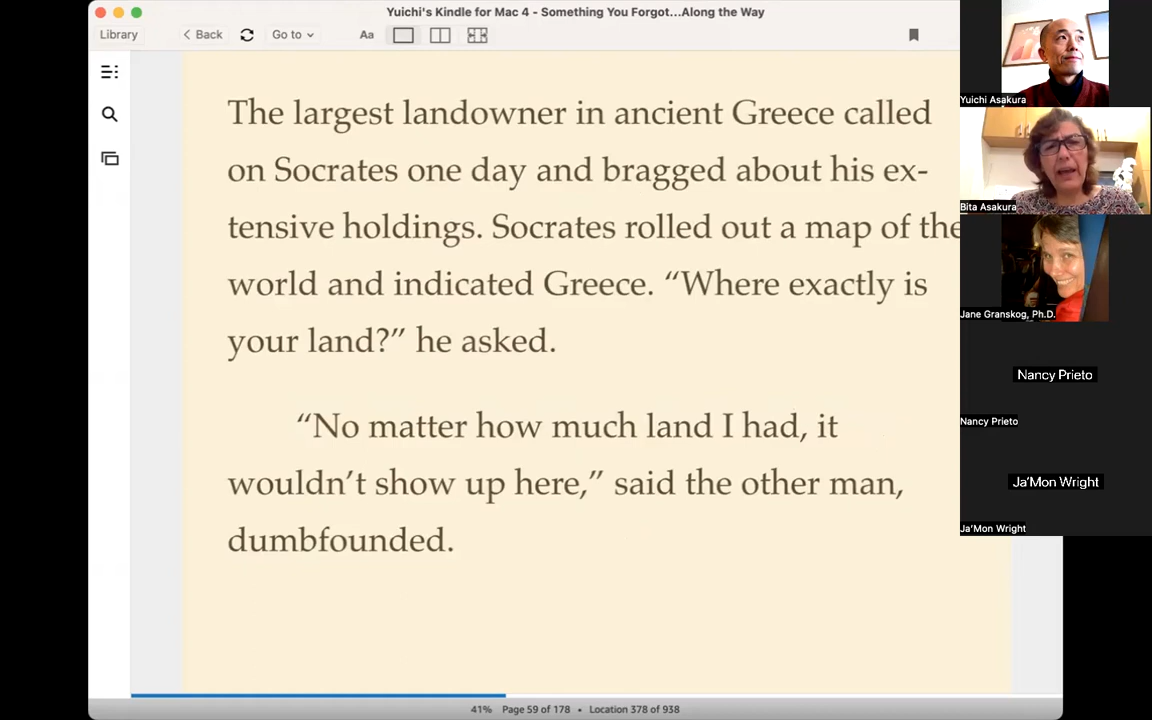 Yuichi's Kindle for Mac 4 - Something You Forgot...Along the Way
Library
Back
Go to
Aa
The largest landowner in ancient Greece called
on Socrates one day and bragged about his ex-
tensive holdings. Socrates rolled out a map of the
world and indicated Greece. “Where exactly is
your land?” he asked.
“No matter how much land I had, it
wouldn’t show up here,” said the other man,
dumbfounded.
41% Page 59 of 178 • Location 378 of 938
Yuichi Asakura
Bita Asakura
Jane Granskog, Ph.D.
Nancy Prieto
Nancy Prieto
Ja’Mon Wright
Ja’Mon Wright